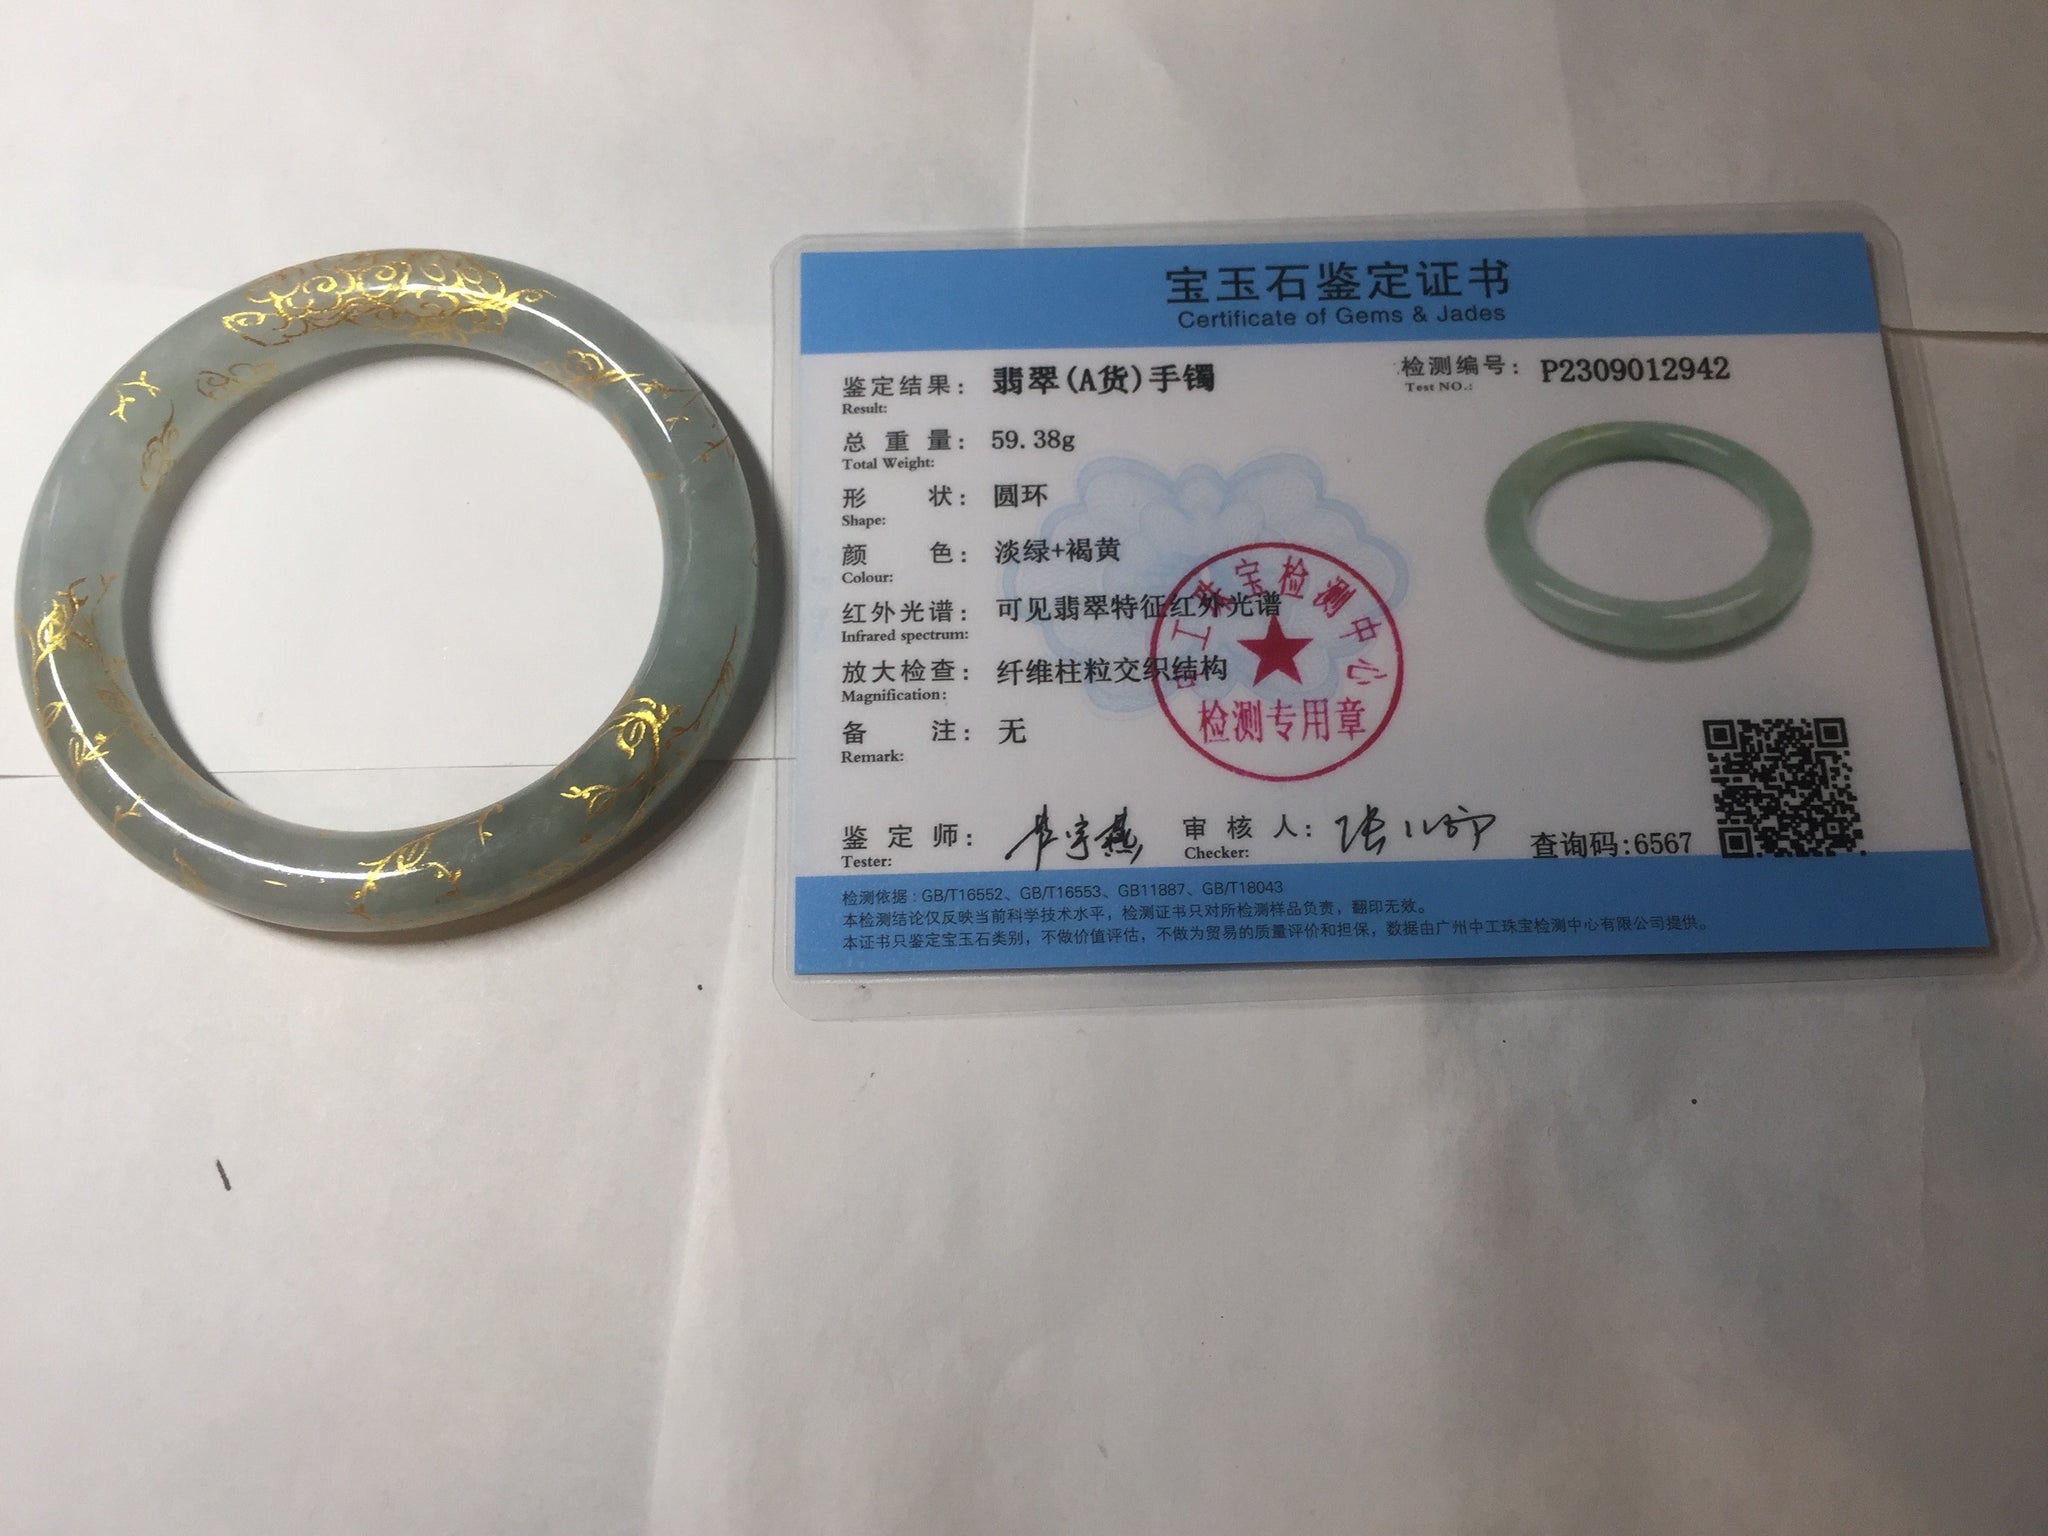 宝玉石鉴定证书
Certificate of Gems & Jades
鉴定结果： 翡翠(A货)手镯
Result:
检测编号： P2309012942
Test NO.:
总重量： 59.38g
Total Weight:
形状： 圆环
Shape:
颜色： 淡绿+褐黄
Colour:
红外光谱： 可见翡翠特征红外光谱
Infrared spectrum:
放大检查： 纤维柱粒交织结构
Magnification:
备注： 无
Remark:
中工珠宝检测中心
检测专用章
鉴定师：
Tester:
审核人：
Checker:
查询码:6567
检测依据：GB/T16552、GB/T16553、GB11887、GB/T18043
本检测结论仅反映当前科学技术水平，检测证书只对所检测样品负责，翻印无效。
本证书只鉴定宝玉石类别，不做价值评估，不做为贸易的质量评价和担保，数据由广州中工珠宝检测中心有限公司提供。